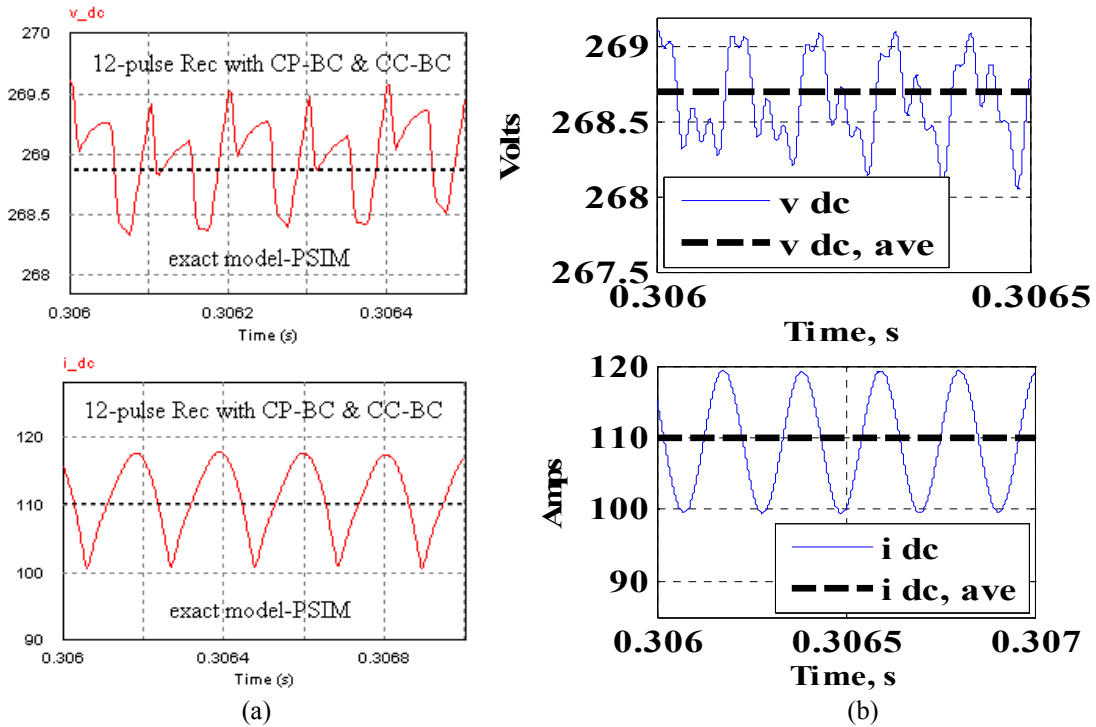 v_dc
270
12-pulse Rec with CP-BC & CC-BC
269.5
269
268.5
exact model-PSIM
268
0.306
0.3062
0.3064
Time (s)
i_dc
12-pulse Rec with CP-BC & CC-BC
120
110
100
exact model-PSIM
90
0.306
0.3064
0.3068
Time (s)
(a)
269
268.5
Volts
268
v dc
v dc, ave
267.5
0.306
0.3065
Time, s
120
110
Amps
100
i dc
90
i dc, ave
0.306
0.3065
0.307
Time, s
(b)